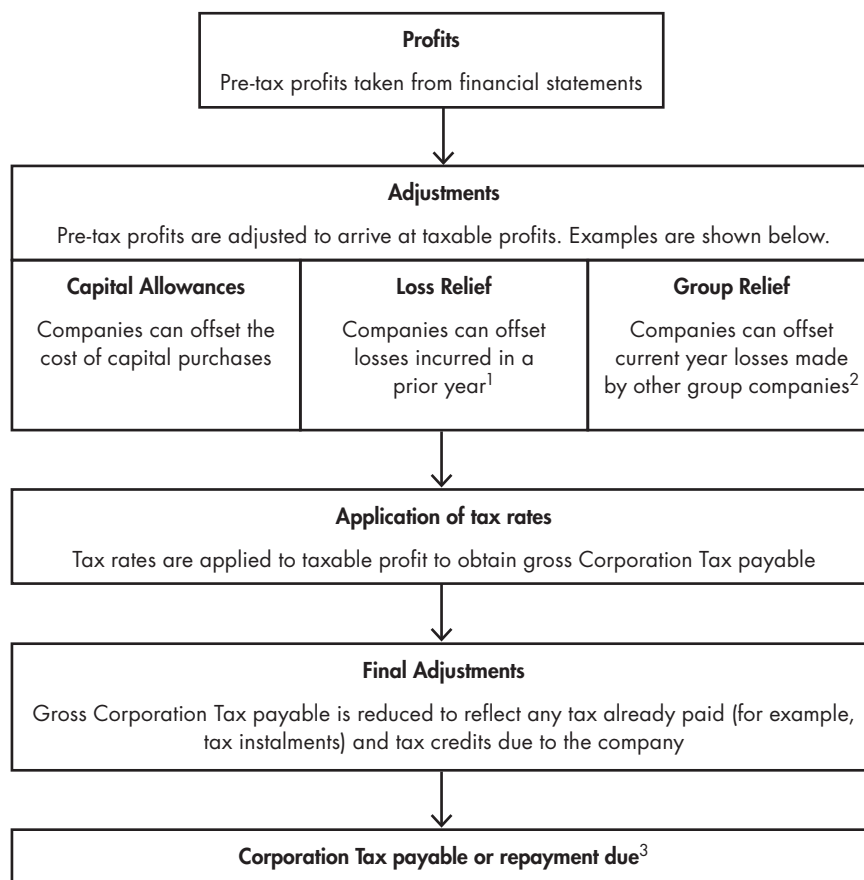 Profits
Pre-tax profits taken from financial statements
Adjustments
Pre-tax profits are adjusted to arrive at taxable profits. Examples are shown below.
Capital Allowances
Companies can offset the
cost of capital purchases
Loss Relief
Companies can offset
losses incurred in a
prior year1
Group Relief
Companies can offset
current year losses made
by other group companies2
Application of tax rates
Tax rates are applied to taxable profit to obtain gross Corporation Tax payable
Final Adjustments
Gross Corporation Tax payable is reduced to reflect any tax already paid (for example,
tax instalments) and tax credits due to the company
Corporation Tax payable or repayment due3